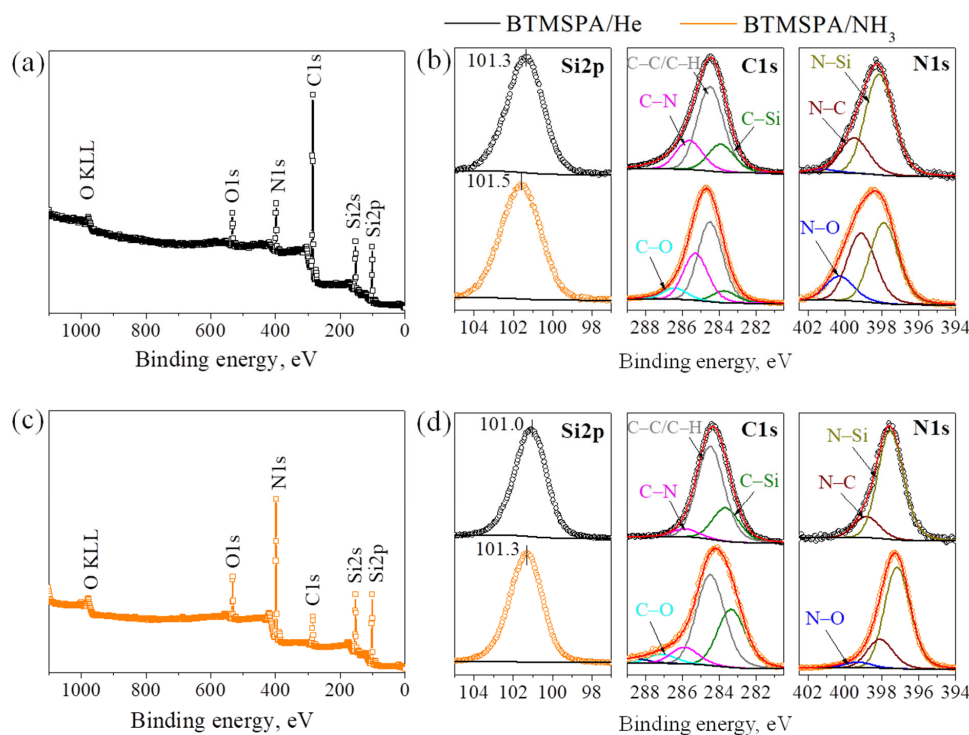 BTMSPA/He BTMSPA/NH₃
(a)
C1s
O KLL
O1s
N1s
Si2s
Si2p
1000 800 600 400 200 0
Binding energy, eV
(b)
101.3 Si2p
101.5
104 102 100 98
C–C/C–H C1s
C–N
C–Si
C–O
288 286 284 282
N–Si N1s
N–C
N–O
402 400 398 396 394
Binding energy, eV
(c)
N1s
O KLL
O1s
C1s
Si2s
Si2p
1000 800 600 400 200 0
Binding energy, eV
(d)
101.0 Si2p
101.3
104 102 100 98
C–C/C–H C1s
C–N
C–Si
C–O
288 286 284 282
N–Si N1s
N–C
N–O
402 400 398 396 394
Binding energy, eV